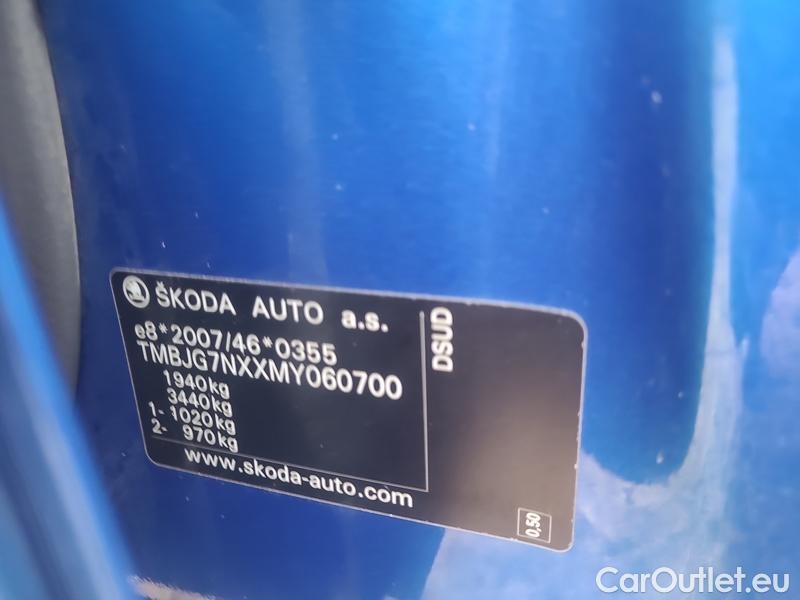 ŠKODA AUTO a.s.
e8*2007/46*0355
TMBJG7NXXMY060700
1940kg
3440kg
1- 1020kg
2- 970kg
www.skoda-auto.com
DSUD
0,50
CarOutlet.eu